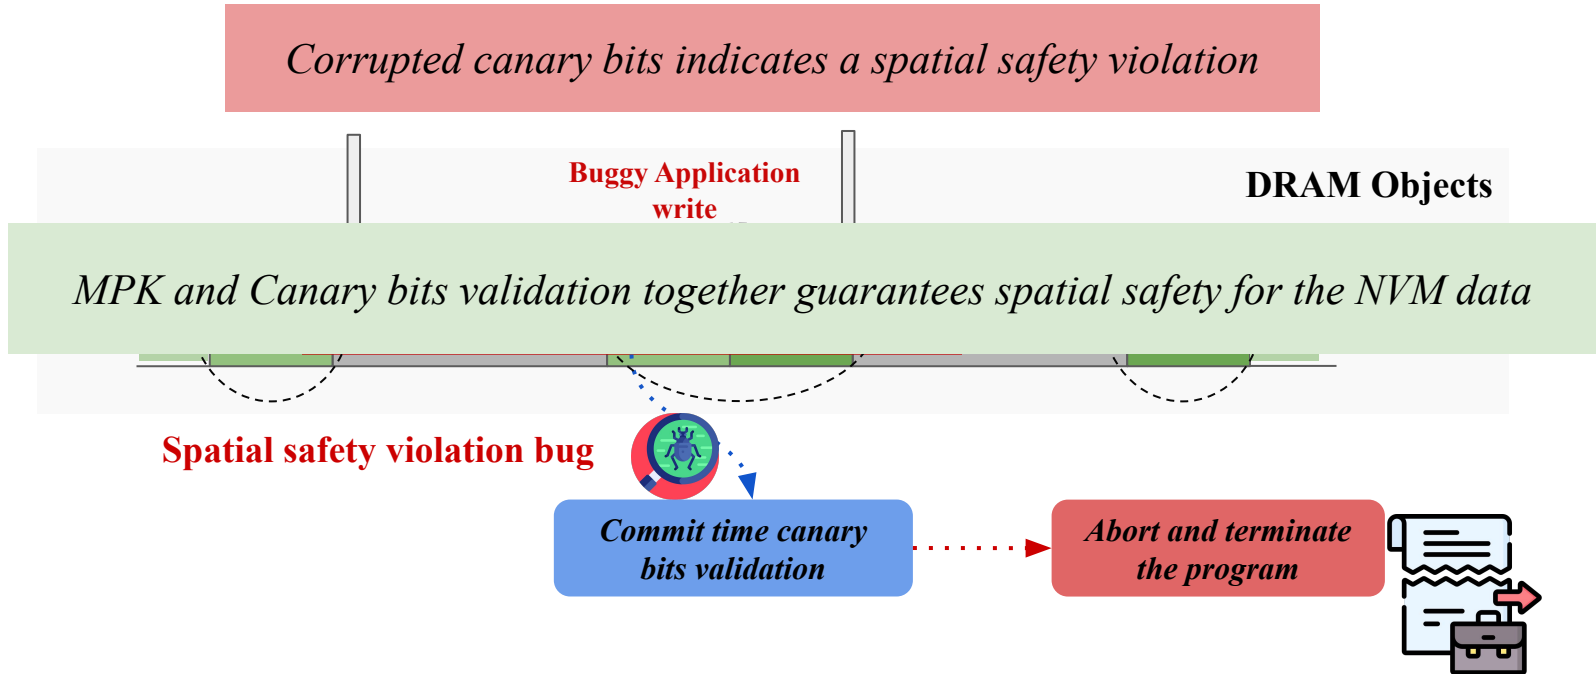 Corrupted canary bits indicates a spatial safety violation
Buggy Application
write
DRAM Objects
MPK and Canary bits validation together guarantees spatial safety for the NVM data
Spatial safety violation bug
Commit time canary
bits validation
Abort and terminate
the program